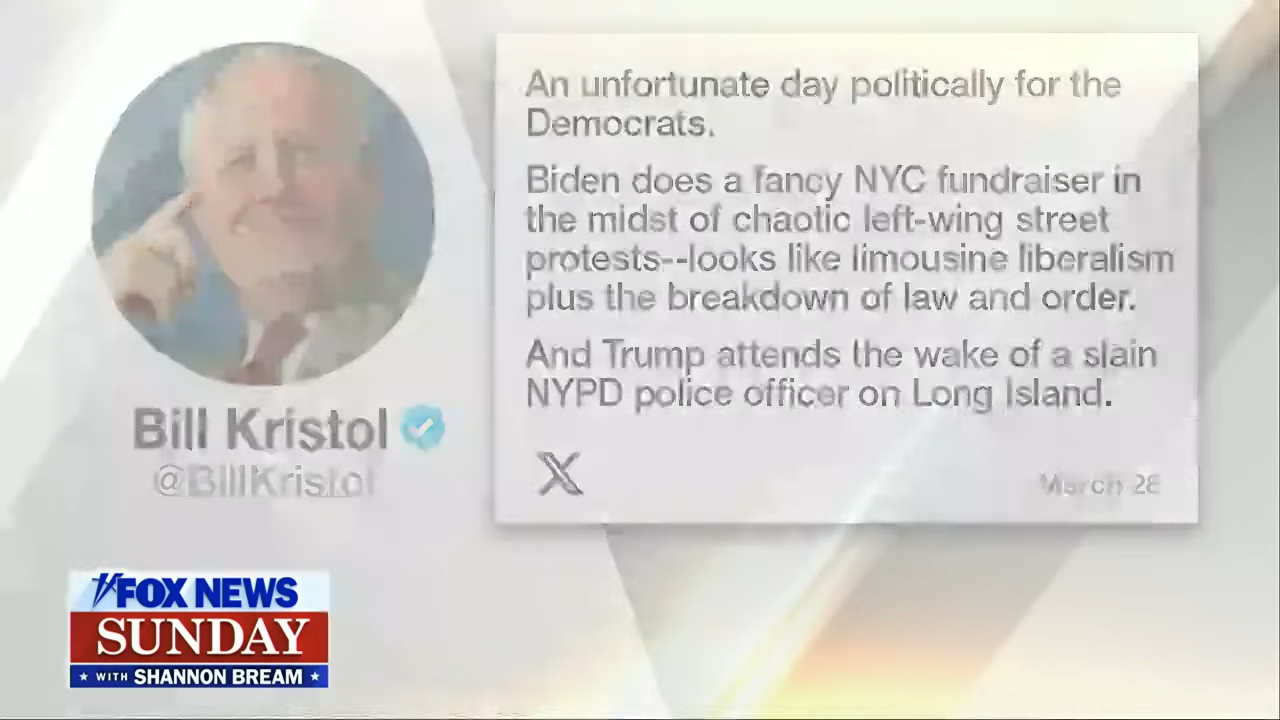 An unfortunate day politically for the
Democrats.
Biden does a fancy NYC fundraiser in
the midst of chaotic left-wing street
protests--looks like limousine liberalism
plus the breakdown of law and order.
And Trump attends the wake of a slain
NYPD police officer on Long Island.
Bill Kristol
@BillKristol
X
March 28
FOX NEWS
SUNDAY
WITH SHANNON BREAM